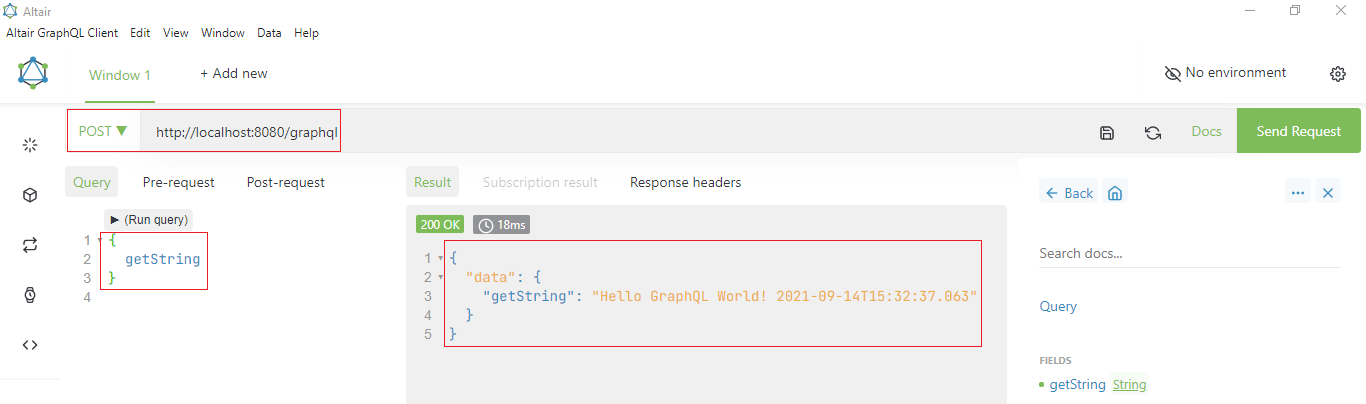 Altair
Altair GraphQL Client Edit View Window Data Help
Window 1 + Add new No environment
POST ▼ http://localhost:8080/graphql Docs Send Request
Query Pre-request Post-request
▶ (Run query)
1 {
2 getString
3 }
4
Result Subscription result Response headers
200 OK 18ms
1 {
2 "data": {
3 "getString": "Hello GraphQL World! 2021-09-14T15:32:37.063"
4 }
5 }
← Back ...
Search docs...
Query
FIELDS
getString String